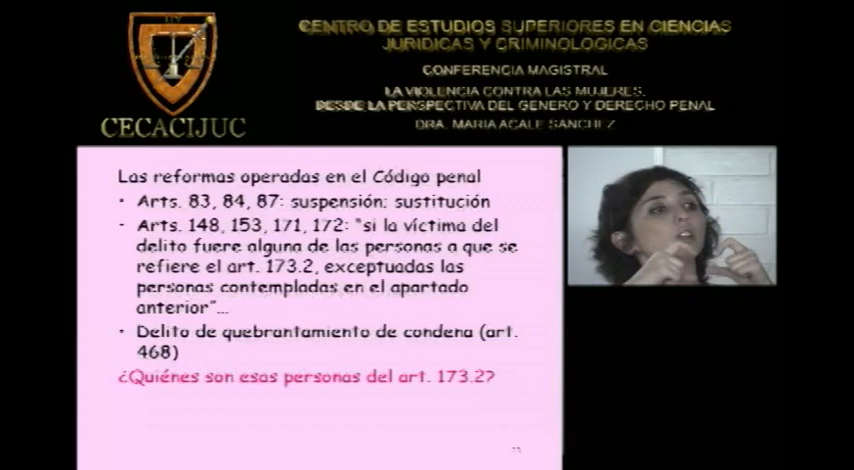 CENTRO DE ESTUDIOS SUPERIORES EN CIENCIAS
JURIDICAS Y CRIMINOLOGICAS
CONFERENCIA MAGISTRAL
LA VIOLENCIA CONTRA LAS MUJERES.
DESDE LA PERSPECTIVA DEL GENERO Y DERECHO PENAL
DRA. MARIA ACALE SANCHEZ
CECACIJUC
Las reformas operadas en el Código penal
• Arts. 83, 84, 87: suspensión; sustitución
• Arts. 148, 153, 171, 172: “si la víctima del
delito fuere alguna de las personas a que se
refiere el art. 173.2, exceptuadas las
personas contempladas en el apartado
anterior”...
• Delito de quebrantamiento de condena (art.
468)
¿Quiénes son esas personas del art. 173.2?